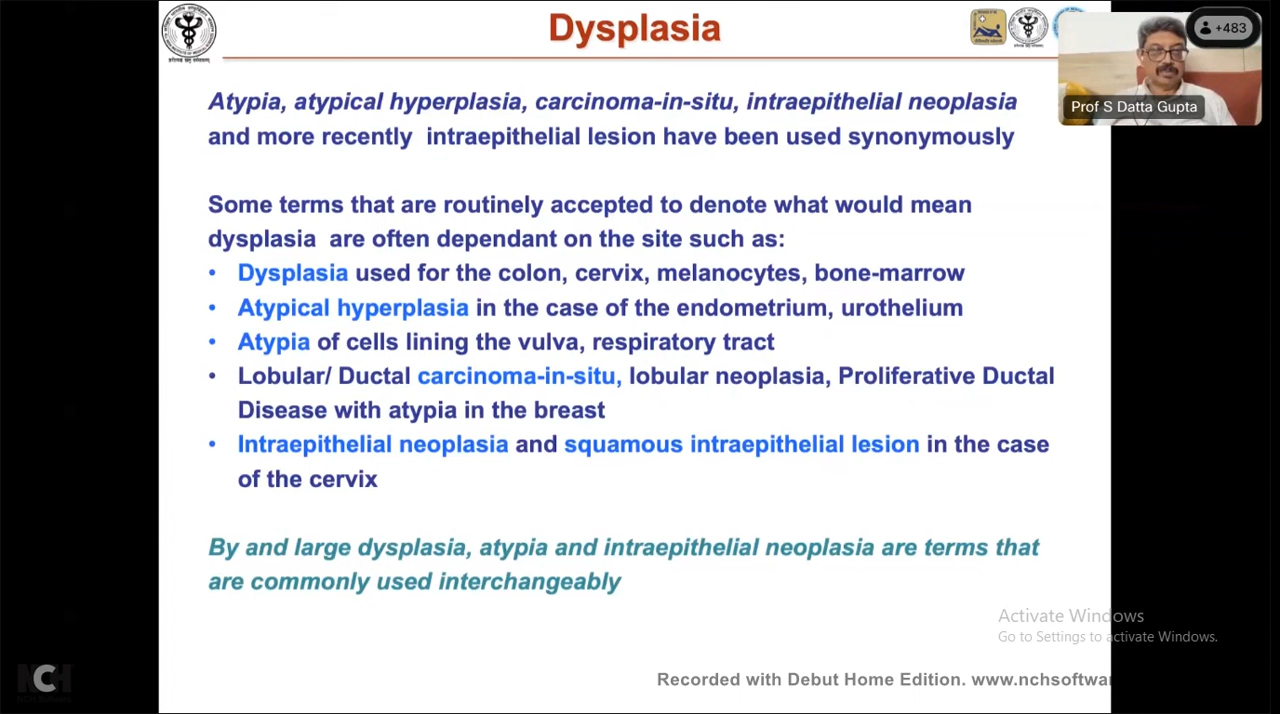 Dysplasia
+483
Prof S Datta Gupta
Atypia, atypical hyperplasia, carcinoma-in-situ, intraepithelial neoplasia
and more recently intraepithelial lesion have been used synonymously
Some terms that are routinely accepted to denote what would mean
dysplasia are often dependant on the site such as:
• Dysplasia used for the colon, cervix, melanocytes, bone-marrow
• Atypical hyperplasia in the case of the endometrium, urothelium
• Atypia of cells lining the vulva, respiratory tract
• Lobular/ Ductal carcinoma-in-situ, lobular neoplasia, Proliferative Ductal
Disease with atypia in the breast
• Intraepithelial neoplasia and squamous intraepithelial lesion in the case
of the cervix
By and large dysplasia, atypia and intraepithelial neoplasia are terms that
are commonly used interchangeably
Activate Windows
Go to Settings to activate Windows.
NCH
Recorded with Debut Home Edition. www.nchsoftwar